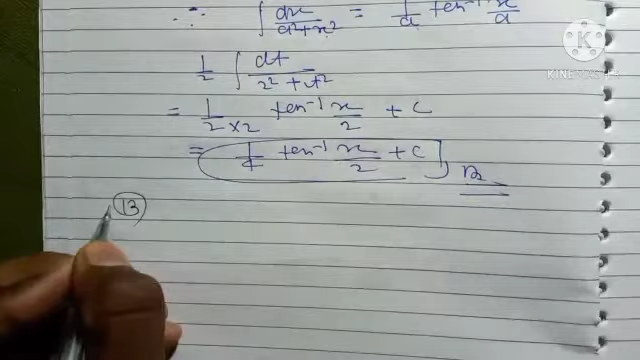 ∵ ∫ dx/a²+x² = 1/a tan⁻¹ x/a
KINEMASTER
1/2 ∫ dt/2²+t²
= 1/2×2 tan⁻¹ x/2 + c
= 1/4 tan⁻¹ x/2 + c
13